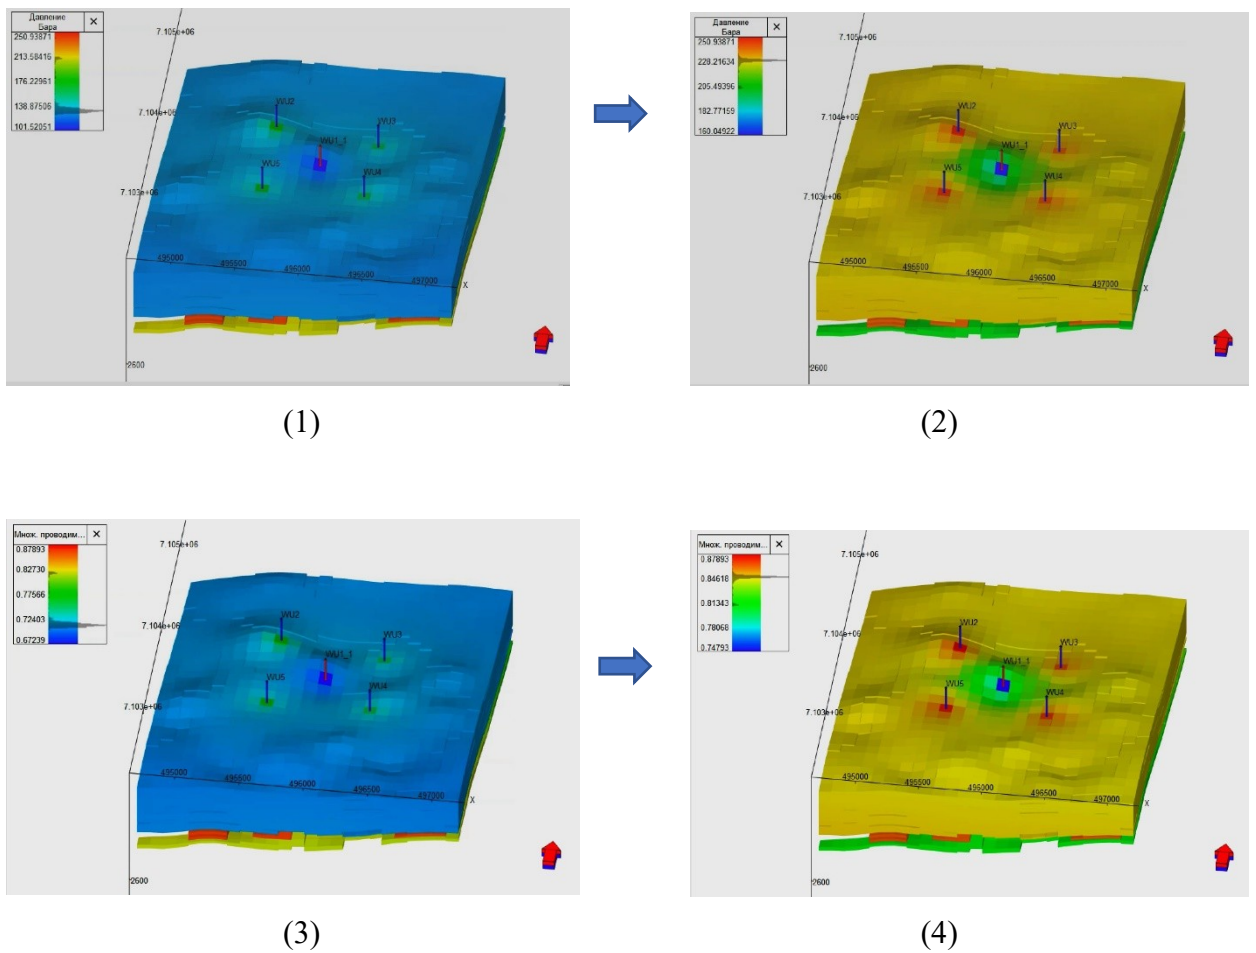 Давление
Бара
250.93871
213.58416
176.22961
138.87506
101.52051
7.105e+06
7.104e+06
7.103e+06
WU2
WU3
WU1_1
WU5
WU4
495000
495500
496000
496500
497000
X
2600
(1)
Давление
Бара
250.93871
228.21634
205.49396
182.77159
160.04922
7.105e+06
7.104e+06
7.103e+06
WU2
WU3
WU1_1
WU5
WU4
495000
495500
496000
496500
497000
X
2600
(2)
Множ. проводим...
0.87893
0.82730
0.77566
0.72403
0.67239
7.105e+06
7.104e+06
7.103e+06
WU2
WU3
WU1_1
WU5
WU4
495000
495500
496000
496500
497000
X
2600
(3)
Множ. проводим...
0.87893
0.84618
0.81343
0.78068
0.74793
7.105e+06
7.104e+06
7.103e+06
WU2
WU3
WU1_1
WU5
WU4
495000
495500
496000
496500
497000
X
2600
(4)